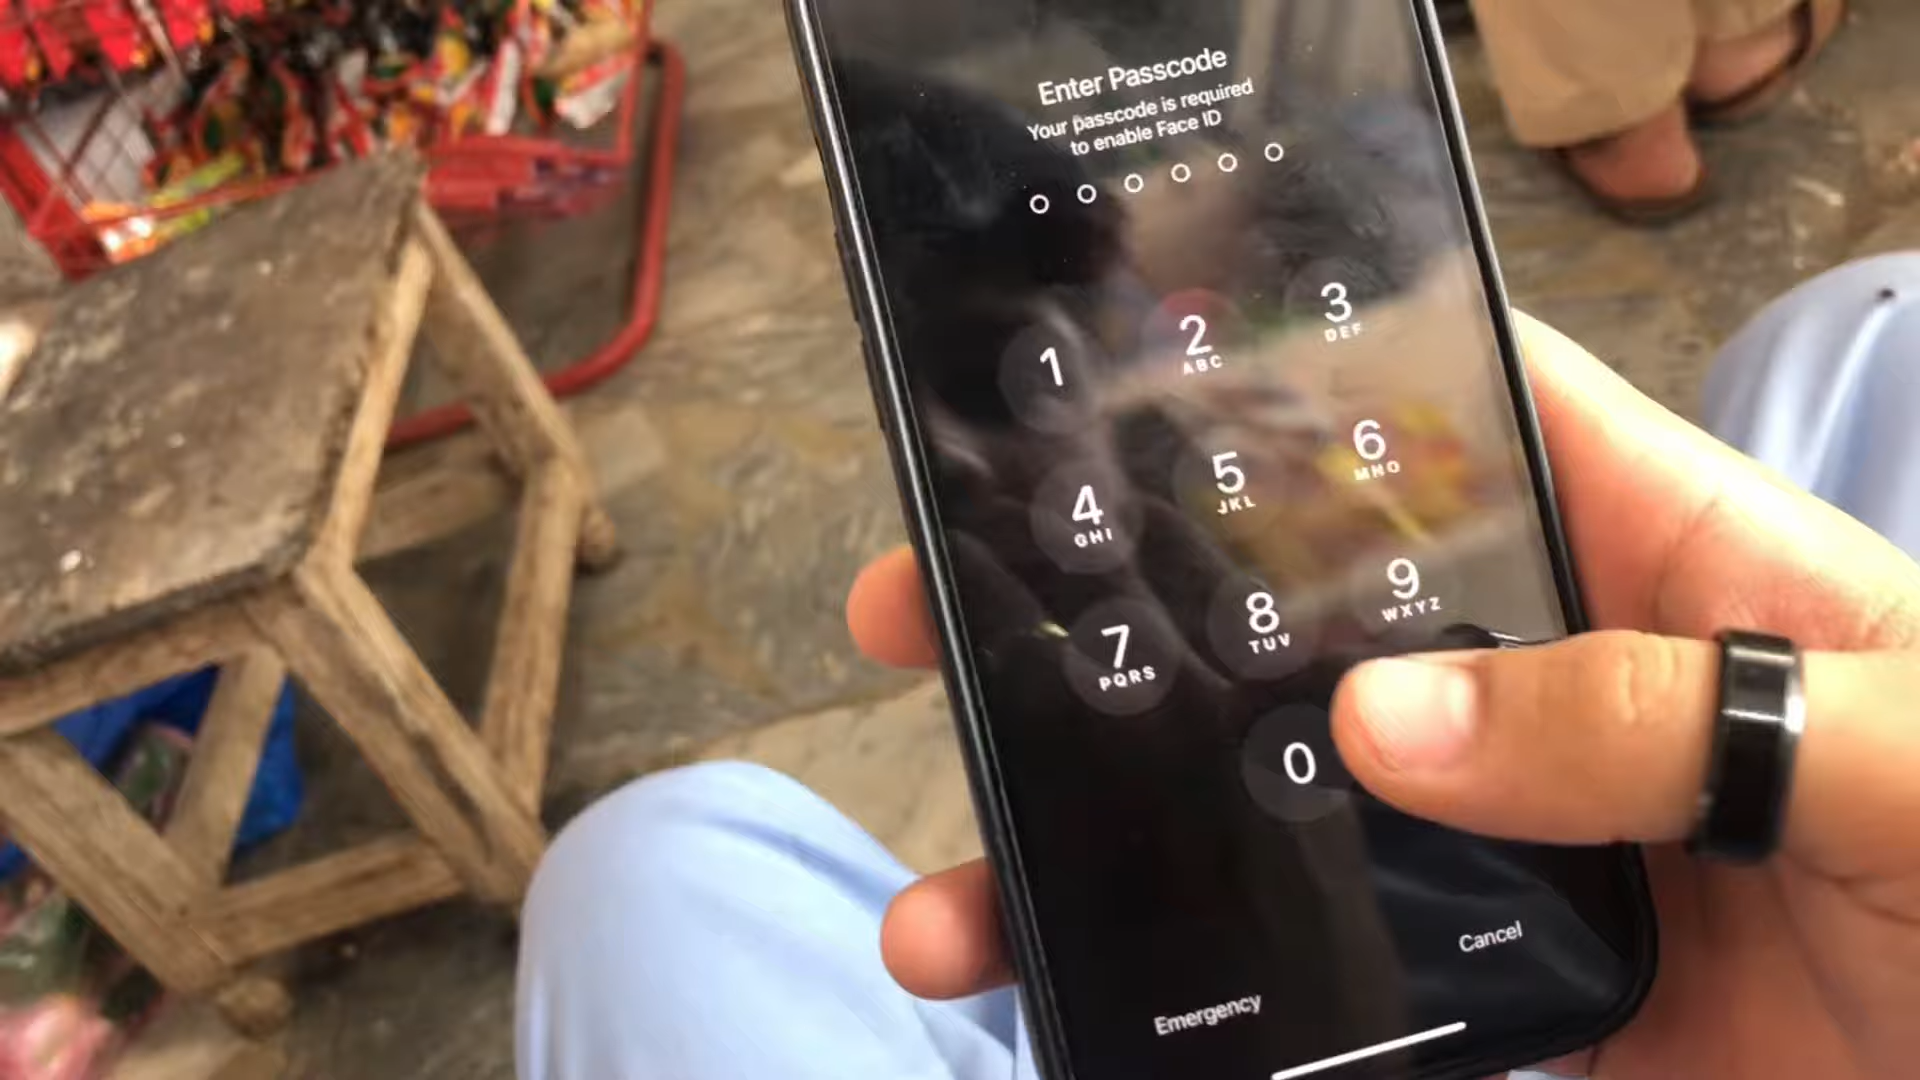 Enter Passcode
Your passcode is required
to enable Face ID
1
2
ABC
3
DEF
4
GHI
5
JKL
6
MNO
7
PQRS
8
TUV
9
WXYZ
0
Emergency
Cancel